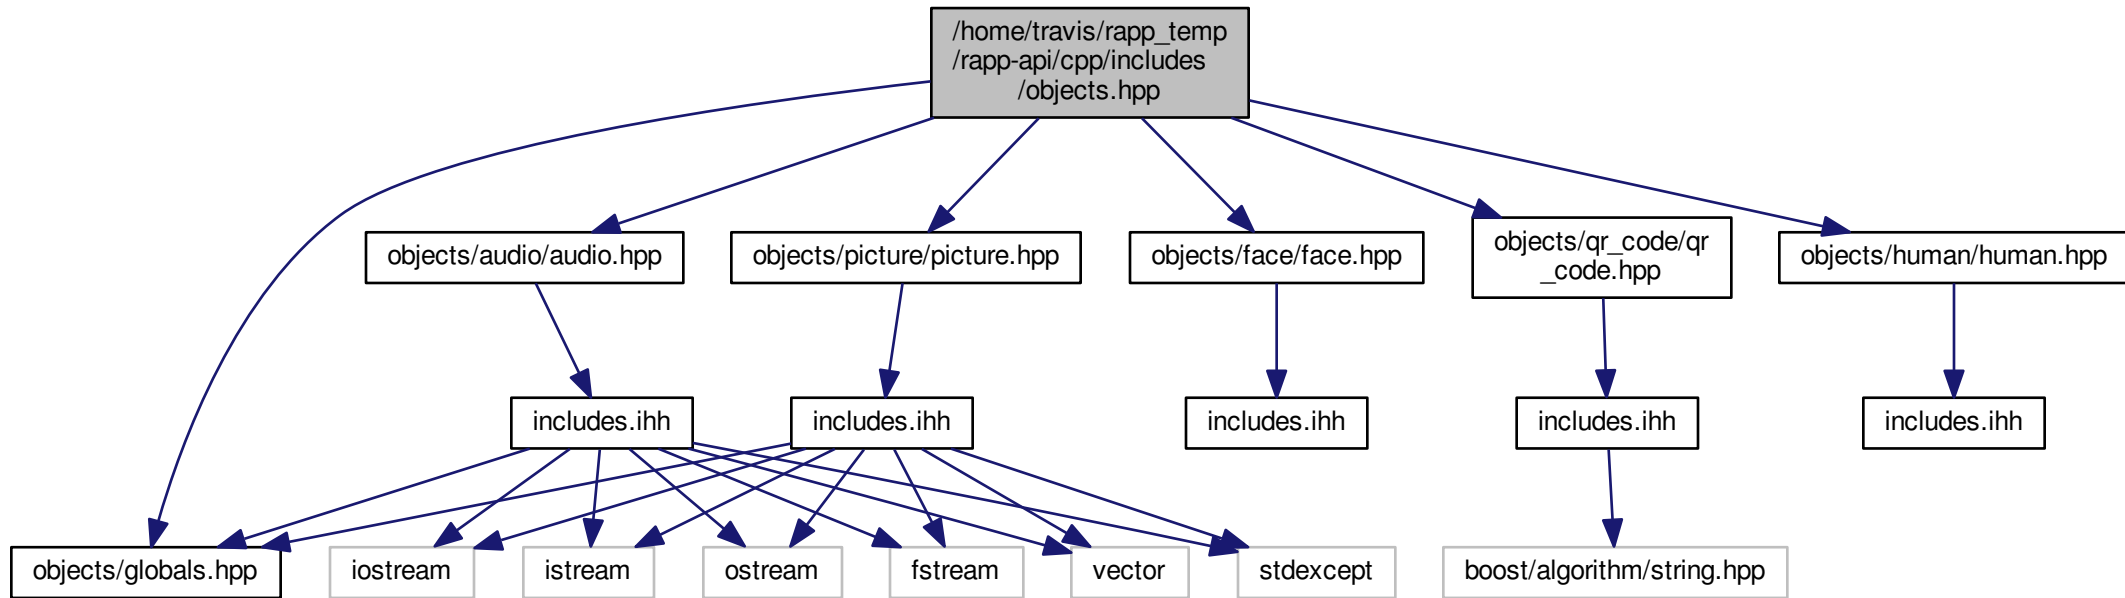 /home/travis/rapp_temp
/rapp-api/cpp/includes
/objects.hpp
objects/audio/audio.hpp
objects/picture/picture.hpp
objects/face/face.hpp
objects/qr_code/qr
_code.hpp
objects/human/human.hpp
includes.ihh
includes.ihh
includes.ihh
includes.ihh
includes.ihh
objects/globals.hpp
iostream
istream
ostream
fstream
vector
stdexcept
boost/algorithm/string.hpp